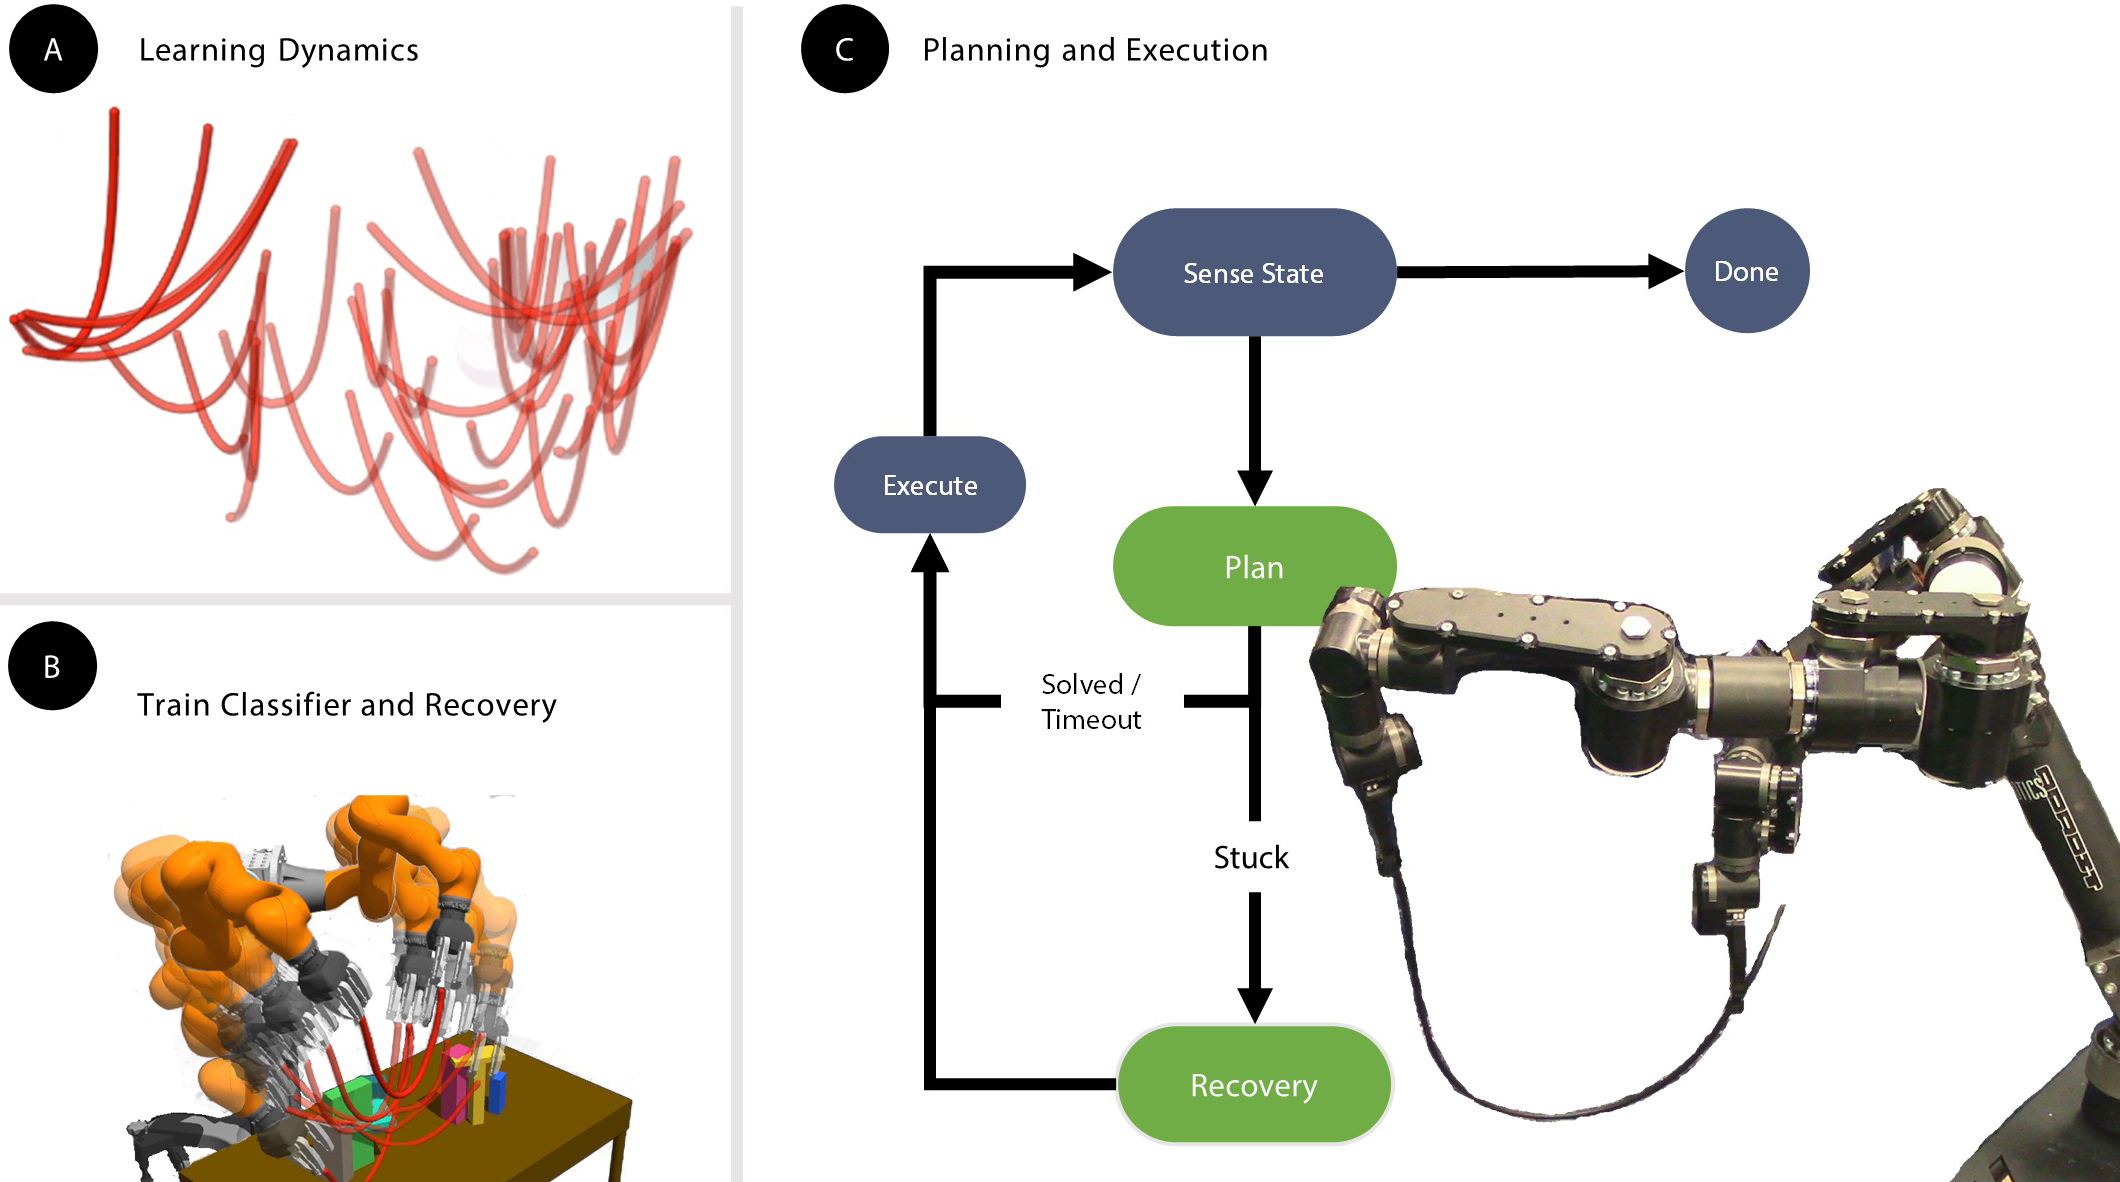 A
Learning Dynamics
B
Train Classifier and Recovery
C
Planning and Execution
Sense State
Done
Execute
Plan
Solved /
Timeout
Stuck
Recovery